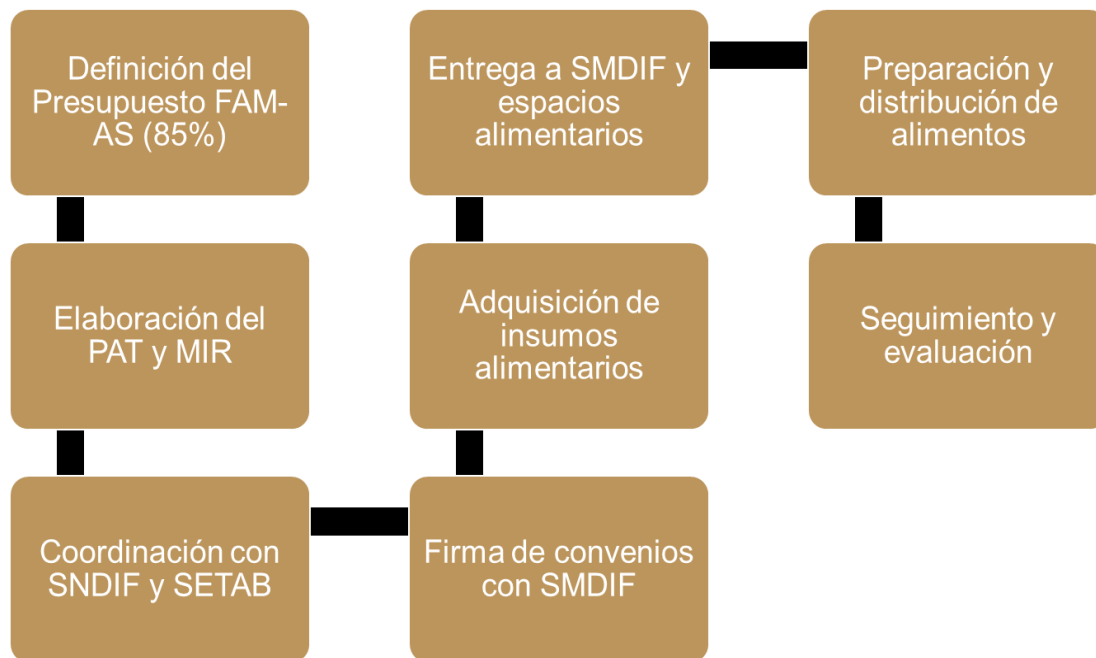 Definición del
Presupuesto FAM-
AS (85%)
Elaboración del
PAT y MIR
Coordinación con
SNDIF y SETAB
Firma de convenios
con SMDIF
Adquisición de
insumos
alimentarios
Entrega a SMDIF y
espacios
alimentarios
Preparación y
distribución de
alimentos
Seguimiento y
evaluación